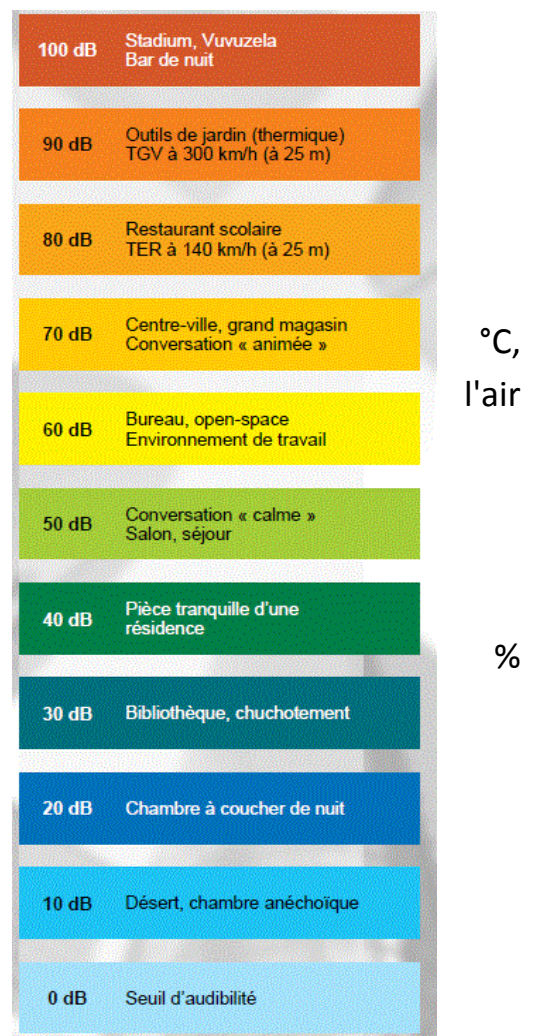 100 dB
Stadium, Vuvuzela
Bar de nuit
90 dB
Outils de jardin (thermique)
TGV à 300 km/h (à 25 m)
80 dB
Restaurant scolaire
TER à 140 km/h (à 25 m)
70 dB
Centre-ville, grand magasin
Conversation « animée »
°C,
l'air
60 dB
Bureau, open-space
Environnement de travail
50 dB
Conversation « calme »
Salon, séjour
40 dB
Pièce tranquille d'une
résidence
%
30 dB
Bibliothèque, chuchotement
20 dB
Chambre à coucher de nuit
10 dB
Désert, chambre anéchoïque
0 dB
Seuil d'audibilité